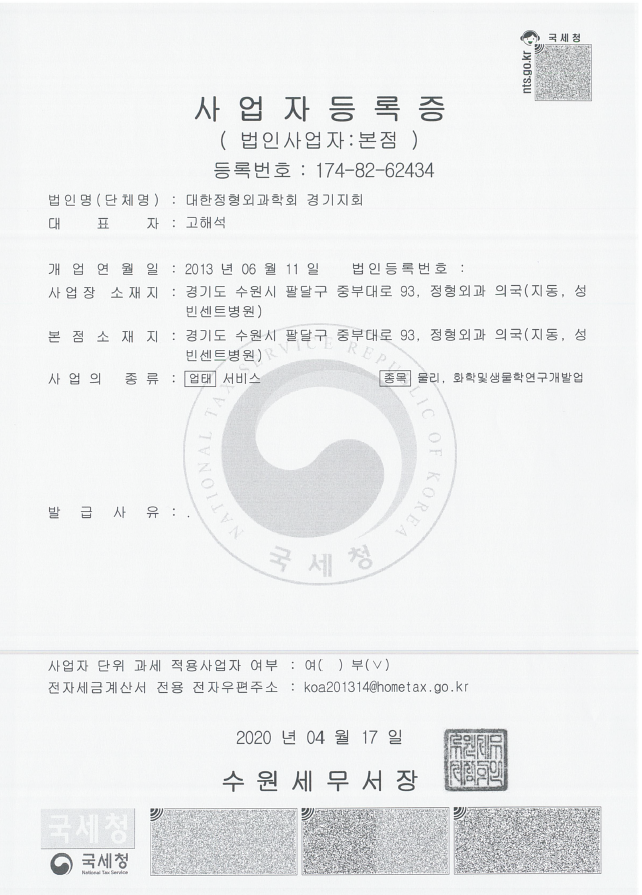 국세청
nts.go.kr
사업자등록증
( 법인사업자:본점 )
등록번호 : 174-82-62434
법인명(단체명) : 대한정형외과학회 경기지회
대 표 자 : 고해석
개 업 연 월 일 : 2013 년 06 월 11 일 법인등록번호 :
사업장 소재지 : 경기도 수원시 팔달구 중부대로 93, 정형외과 의국(지동, 성
빈센트병원)
본 점 소 재 지 : 경기도 수원시 팔달구 중부대로 93, 정형외과 의국(지동, 성
빈센트병원)
사 업 의 종 류 : 업태 서비스 종목 물리, 화학및생물학연구개발업
NATIONAL TAX SERVICE REPUBLIC OF KOREA
국세청
발 급 사 유 : .
사업자 단위 과세 적용사업자 여부 : 여( ) 부(∨)
전자세금계산서 전용 전자우편주소 : koa201314@hometax.go.kr
2020 년 04 월 17 일
수원세무서장
국세청
국세청
National Tax Service